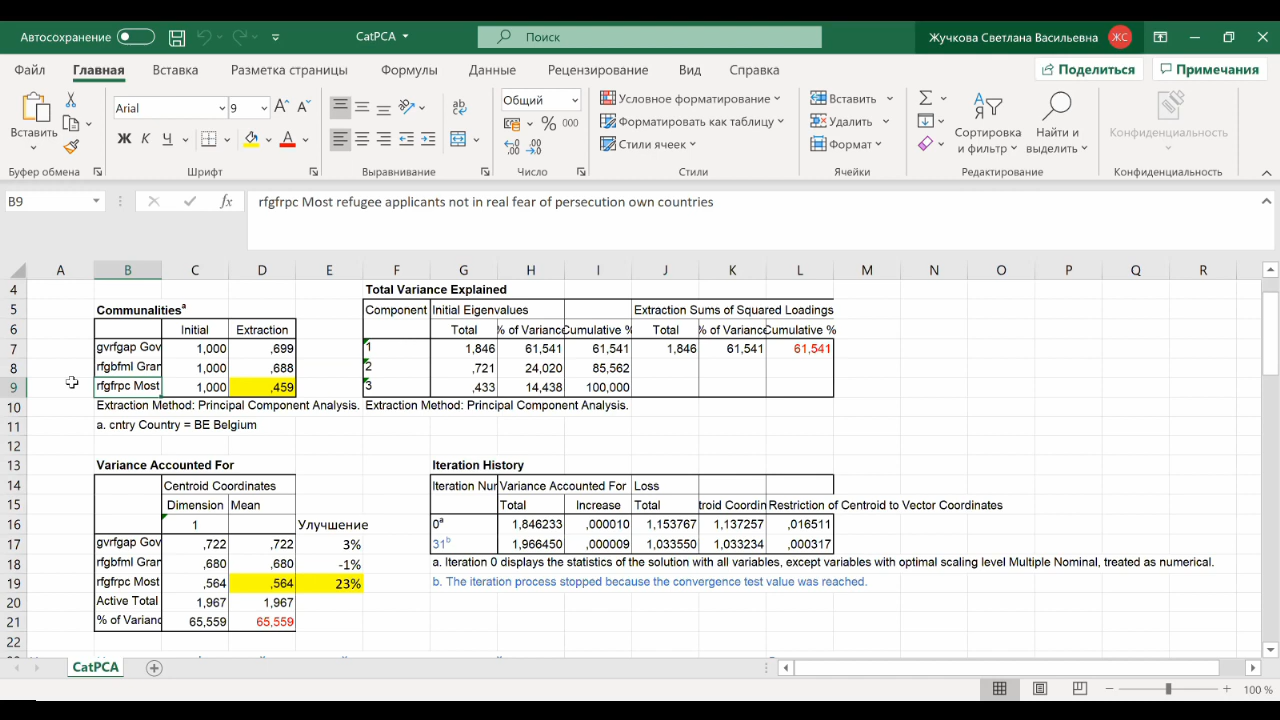 Автосохранение
CatPCA
Поиск
Жучкова Светлана Васильевна
ЖС
Файл Главная Вставка Разметка страницы Формулы Данные Рецензирование Вид Справка
Поделиться
Примечания
Вставить
Arial 9
Ж К Ч
Общий
% 000
Условное форматирование
Форматировать как таблицу
Стили ячеек
Вставить
Удалить
Формат
Сортировка
и фильтр
Найти и
выделить
Конфиденциальность
Буфер обмена Шрифт Выравнивание Число Стили Ячейки Редактирование Конфиденциальность
B9 fx rfgfrpc Most refugee applicants not in real fear of persecution own countries
A B C D E F G H I J K L M N O P Q R
4 Total Variance Explained
5 Communalitiesª Component Initial Eigenvalues Extraction Sums of Squared Loadings
6 Initial Extraction Total % of Variance Cumulative % Total % of Variance Cumulative %
7 gvrfgap Gov 1,000 ,699 1 1,846 61,541 61,541 1,846 61,541 61,541
8 rfgbfml Gran 1,000 ,688 2 ,721 24,020 85,562
9 rfgfrpc Most 1,000 ,459 3 ,433 14,438 100,000
10 Extraction Method: Principal Component Analysis. Extraction Method: Principal Component Analysis.
11 a. cntry Country = BE Belgium
12
13 Variance Accounted For Iteration History
14 Centroid Coordinates Iteration Num Variance Accounted For Loss
15 Dimension Mean Total Increase Total troid Coordin Restriction of Centroid to Vector Coordinates
16 1 Улучшение 0ª 1,846233 ,000010 1,153767 1,137257 ,016511
17 gvrfgap Gov ,722 ,722 3% 31ᵇ 1,966450 ,000009 1,033550 1,033234 ,000317
18 rfgbfml Gran ,680 ,680 -1% a. Iteration 0 displays the statistics of the solution with all variables, except variables with optimal scaling level Multiple Nominal, treated as numerical.
19 rfgfrpc Most ,564 ,564 23% b. The iteration process stopped because the convergence test value was reached.
20 Active Total 1,967 1,967
21 % of Varianc 65,559 65,559
22
CatPCA
100 %